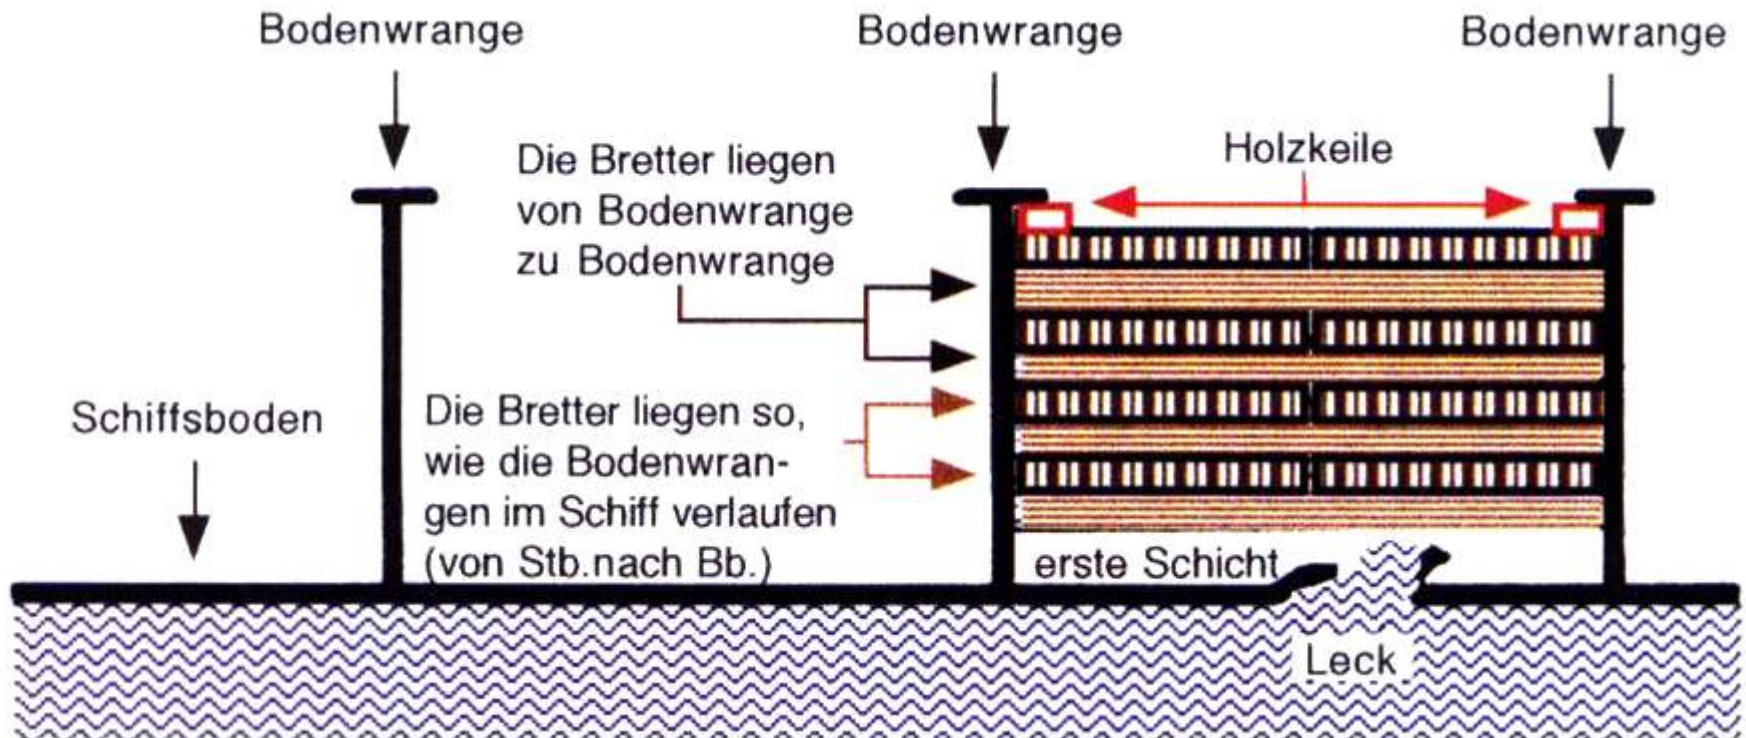 Bodenwrange
Bodenwrange
Bodenwrange
Die Bretter liegen
von Bodenwrange
zu Bodenwrange
Holzkeile
Schiffsboden
Die Bretter liegen so,
wie die Bodenwran-
gen im Schiff verlaufen
(von Stb.nach Bb.)
erste Schicht
Leck